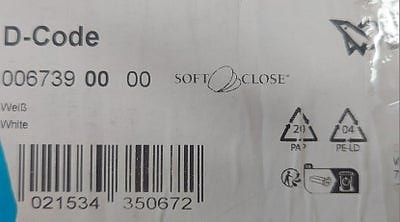 D-Code
006739 00 00
SOFT CLOSE®
Weiß
White
20
PAP
04
PE-LD
021534 350672